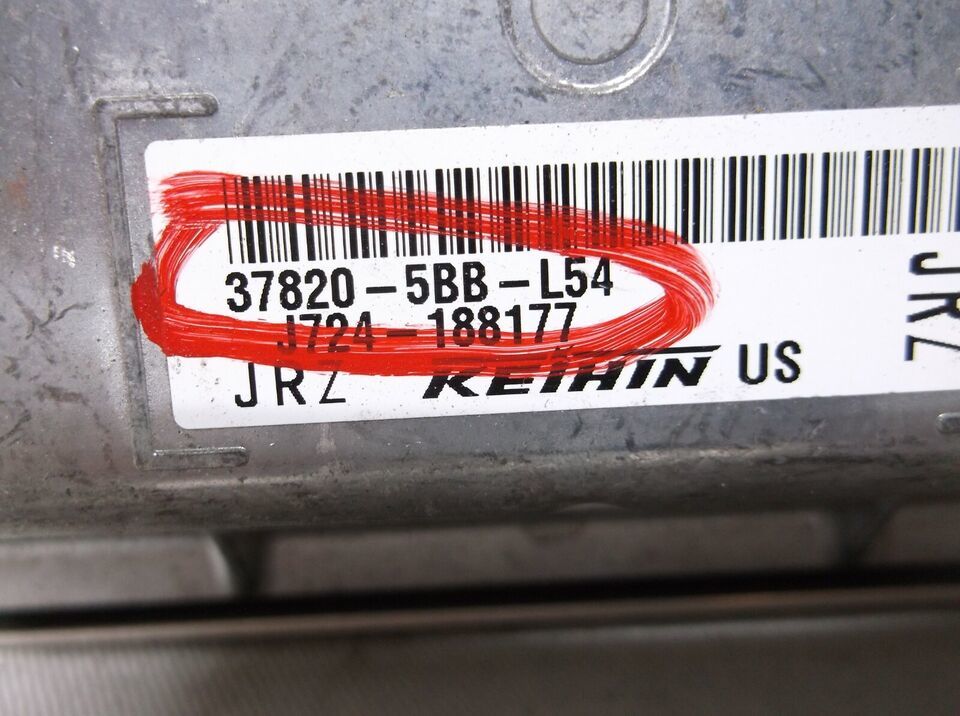 37820-5BB-L54
J724-188177
JRZ KEIHIN US
JRZ